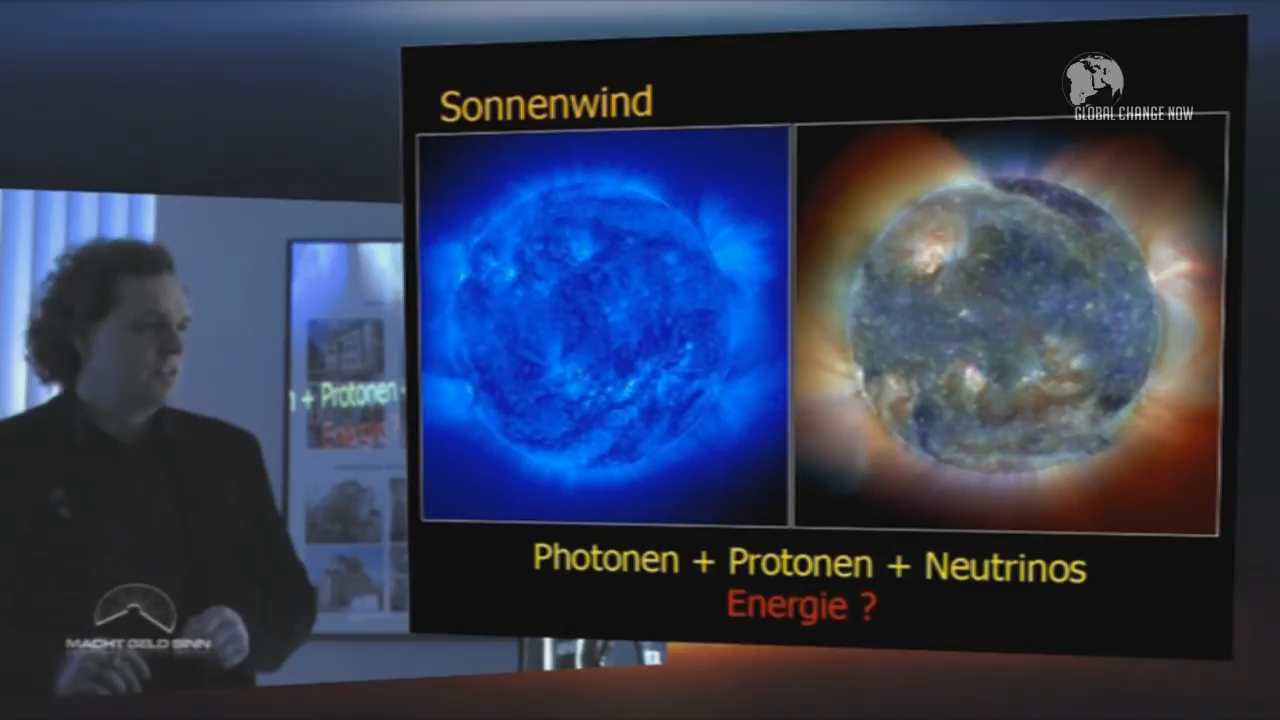 Sonnenwind
GLOBAL CHANGE NOW
n + Protonen +
Energie
Photonen + Protonen + Neutrinos
Energie ?
MACHT GELD SINN